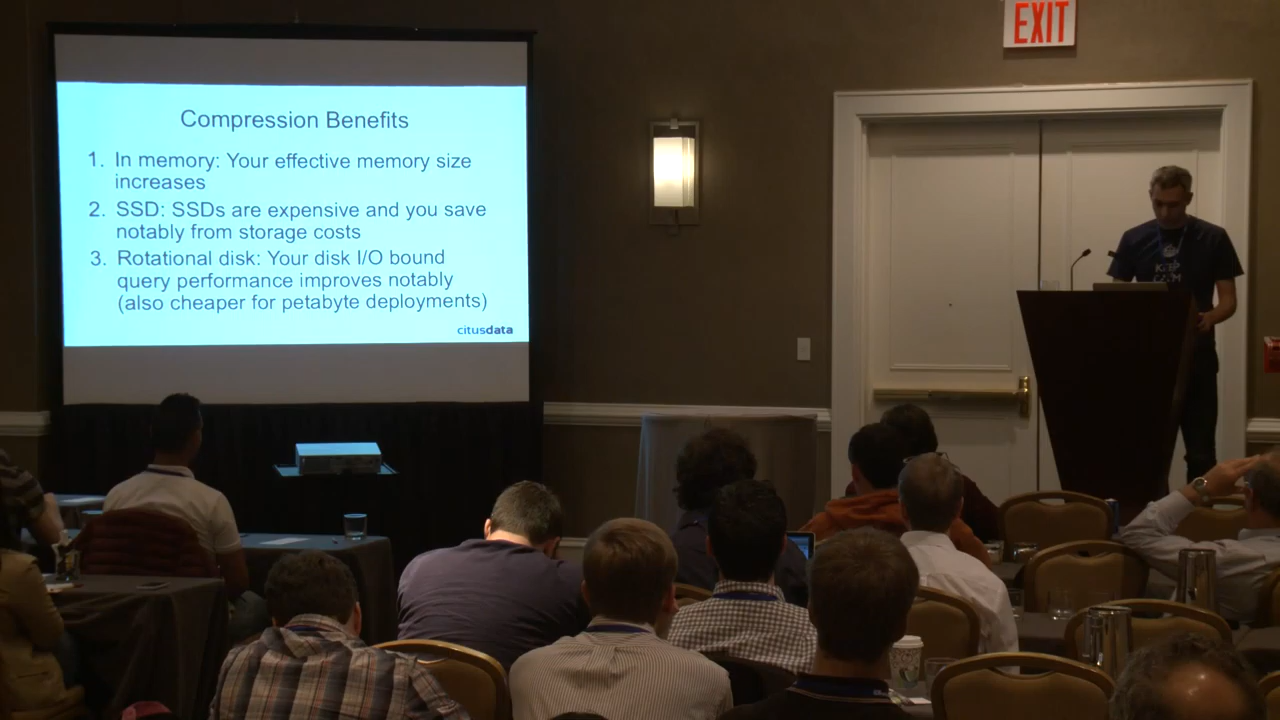 EXIT
Compression Benefits
1. In memory: Your effective memory size
increases
2. SSD: SSDs are expensive and you save
notably from storage costs
3. Rotational disk: Your disk I/O bound
query performance improves notably
(also cheaper for petabyte deployments)
citusdata